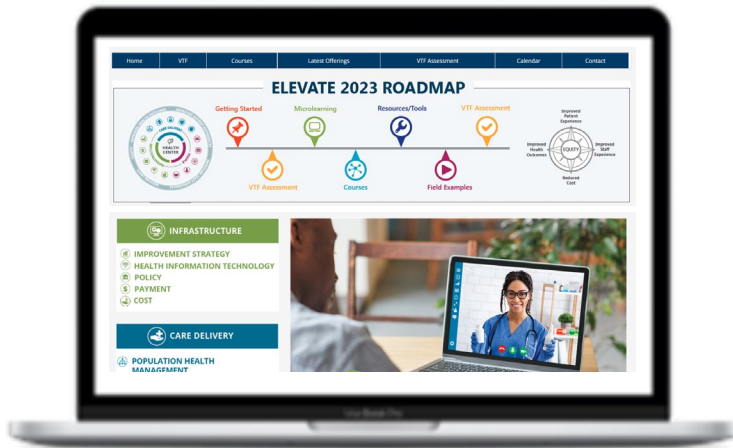 Home VTF Courses Latest Offerings VTF Assessment Calendar Contact
ELEVATE 2023 ROADMAP
Getting Started
Microlearning
Resources/Tools
VTF Assessment
VTF Assessment
Courses
Field Examples
CARE DELIVERY
HEALTH
CENTER
Improved
Patient
Experience
Improved
Health
Outcomes
EQUITY
Improved
Staff
Experience
Reduced
Cost
INFRASTRUCTURE
IMPROVEMENT STRATEGY
HEALTH INFORMATION TECHNOLOGY
POLICY
$ PAYMENT
COST
CARE DELIVERY
POPULATION HEALTH
MANAGEMENT